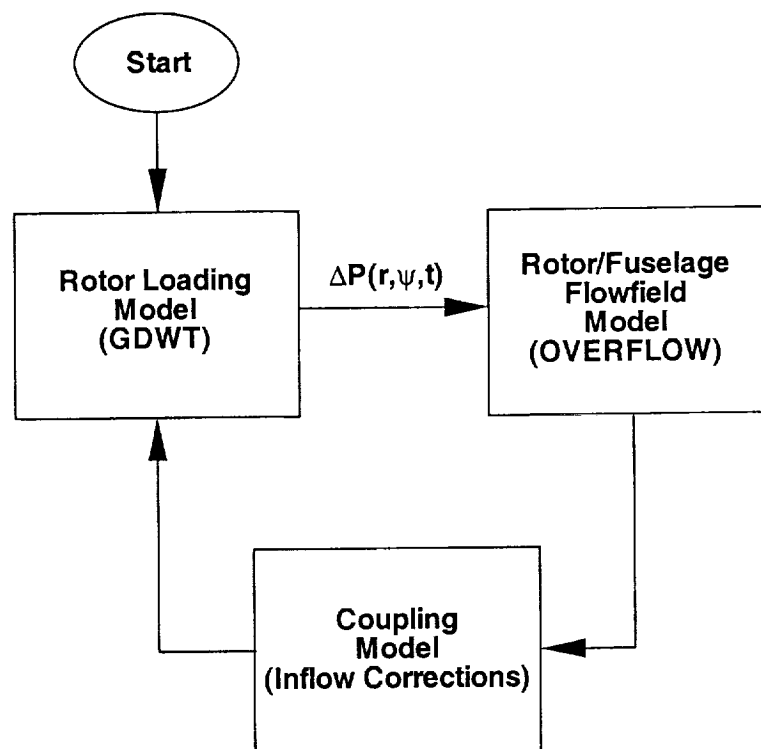 Start
Rotor Loading
Model
(GDWT)
ΔP(r,ψ,t)
Rotor/Fuselage
Flowfield
Model
(OVERFLOW)
Coupling
Model
(Inflow Corrections)